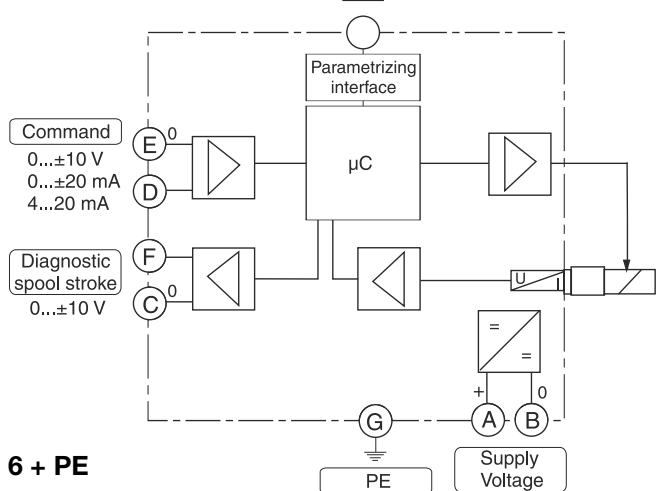 Parametrizing
interface
Command
0...±10 V
0...±20 mA
4...20 mA
E 0
D
µC
Diagnostic
spool stroke
0...±10 V
F
C 0
U
I
=
=
+ 0
A B
G
PE
Supply
Voltage
6 + PE